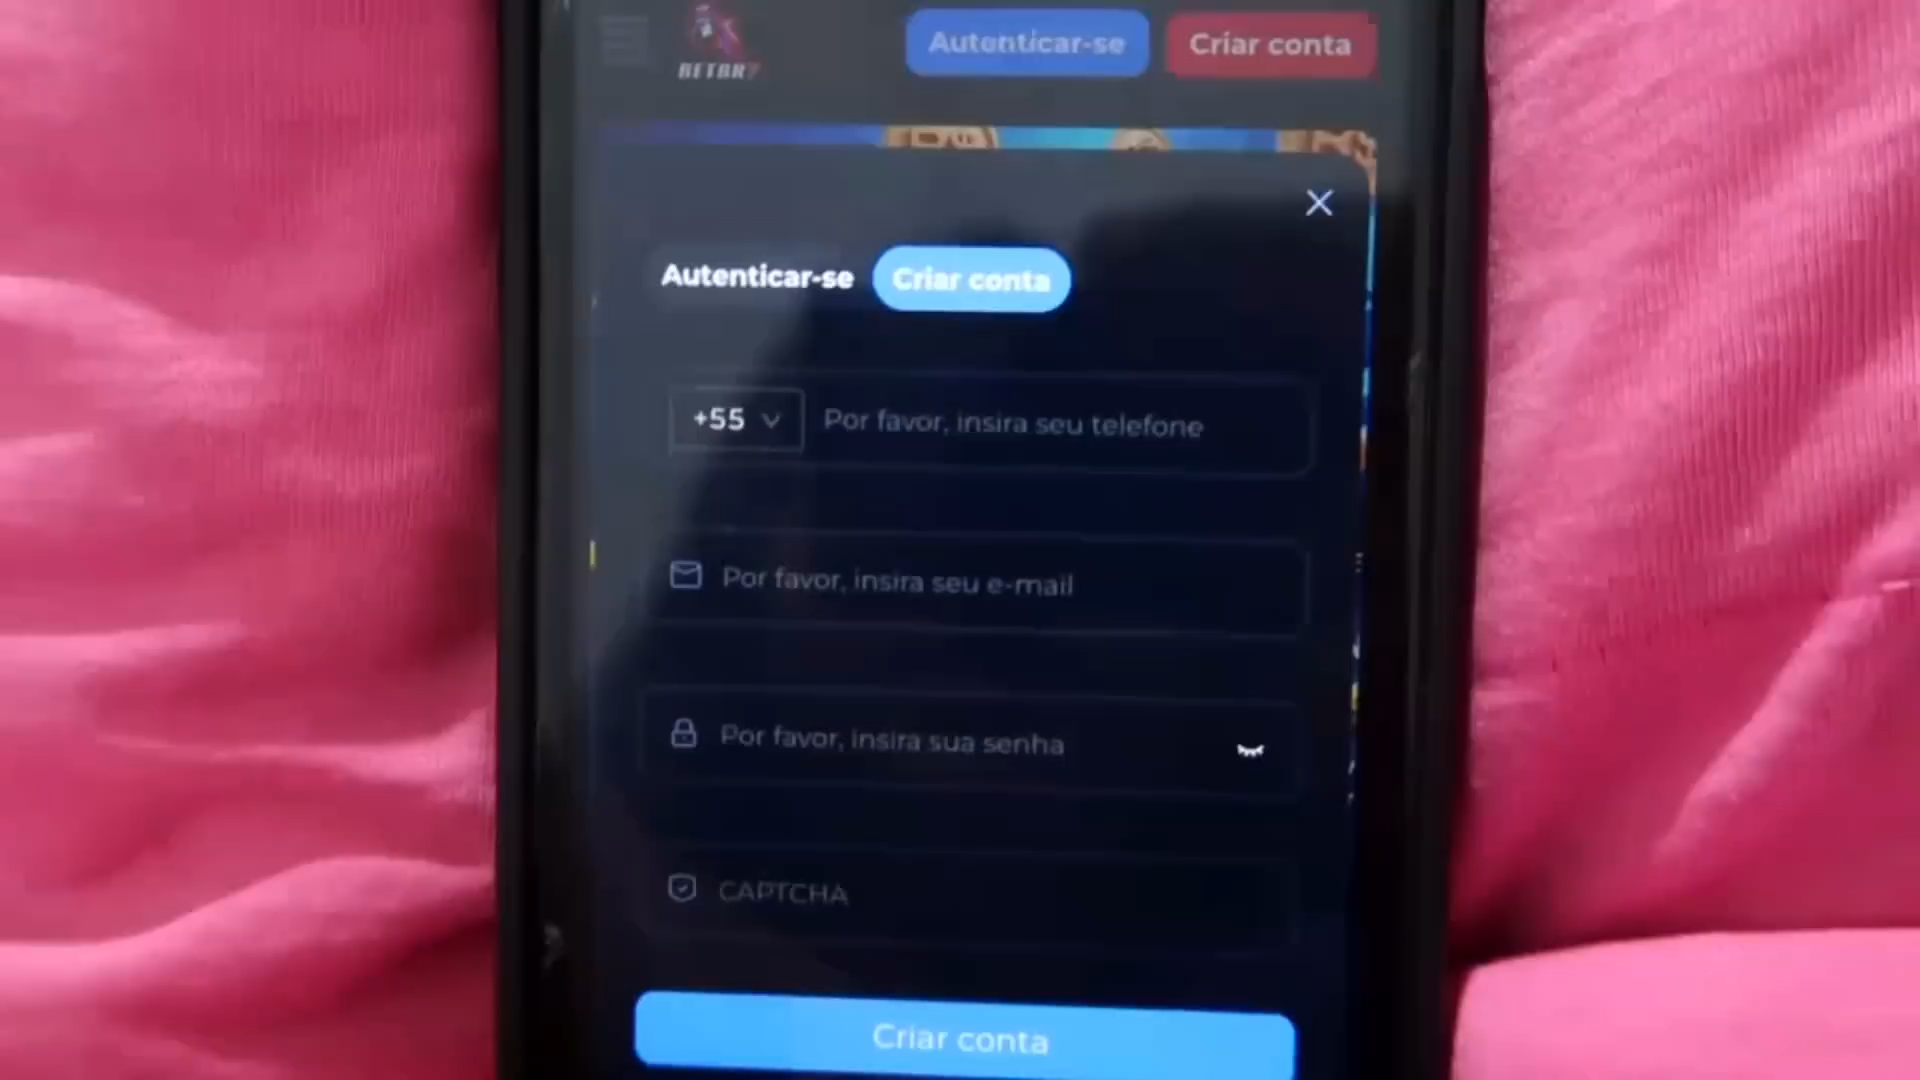 BETBR7
Autenticar-se
Criar conta
Autenticar-se
Criar conta
+55
Por favor, insira seu telefone
Por favor, insira seu e-mail
Por favor, insira sua senha
CAPTCHA
Criar conta